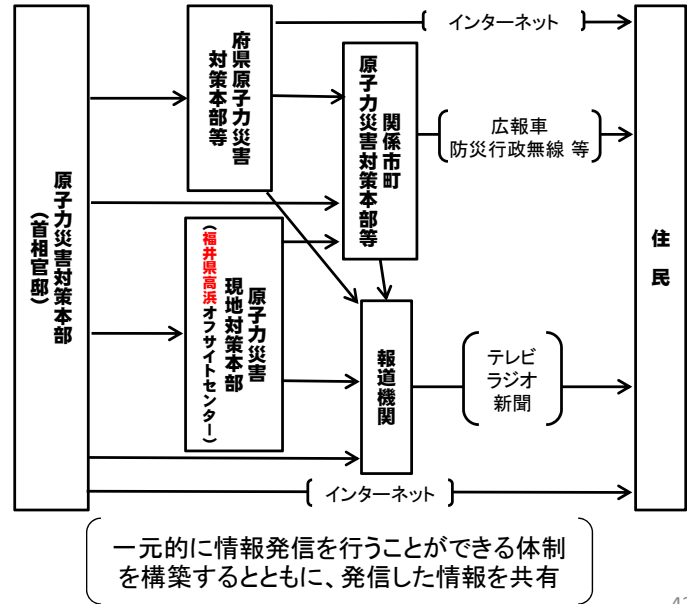 原子力災害対策本部
(首相官邸)
府県原子力災害
対策本部等
原子力災害
現地対策本部
(福井県高浜オフサイトセンター)
関係市町
原子力災害対策本部等
報道機関
インターネット
広報車
防災行政無線 等
テレビ
ラジオ
新聞
インターネット
住民
一元的に情報発信を行うことができる体制
を構築するとともに、発信した情報を共有